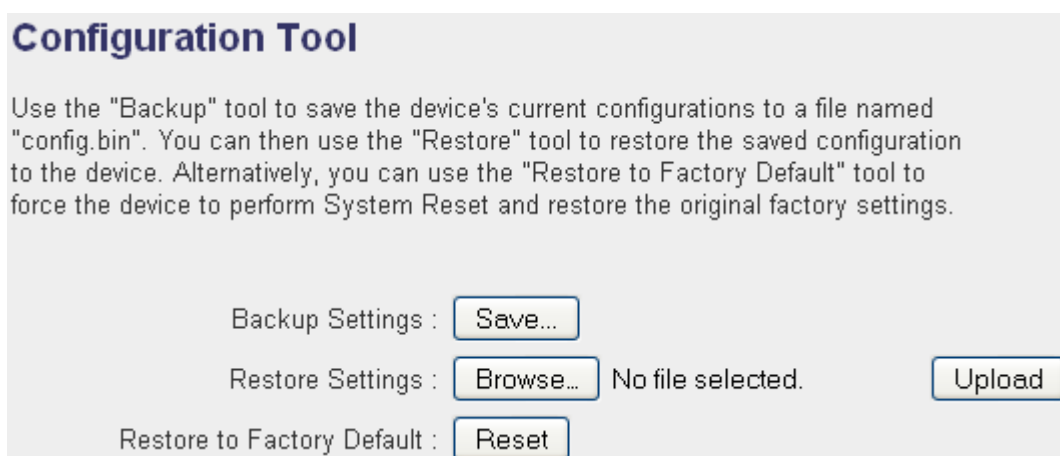 Configuration Tool
Use the "Backup" tool to save the device's current configurations to a file named
"config.bin". You can then use the "Restore" tool to restore the saved configuration
to the device. Alternatively, you can use the "Restore to Factory Default" tool to
force the device to perform System Reset and restore the original factory settings.
Backup Settings : Save...
Restore Settings : Browse... No file selected. Upload
Restore to Factory Default : Reset